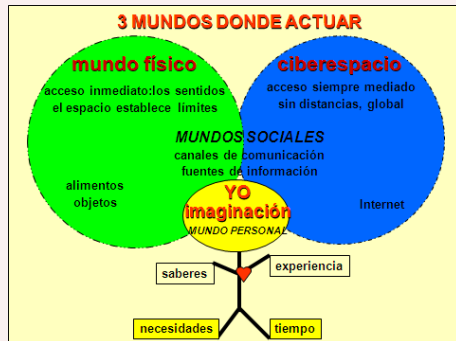 3 MUNDOS DONDE ACTUAR
mundo físico
acceso inmediato:los sentidos
el espacio establece límites
ciberespacio
acceso siempre mediado
sin distancias, global
MUNDOS SOCIALES
canales de comunicación
fuentes de información
alimentos
objetos
Internet
YO
imaginación
MUNDO PERSONAL
saberes
experiencia
necesidades
tiempo